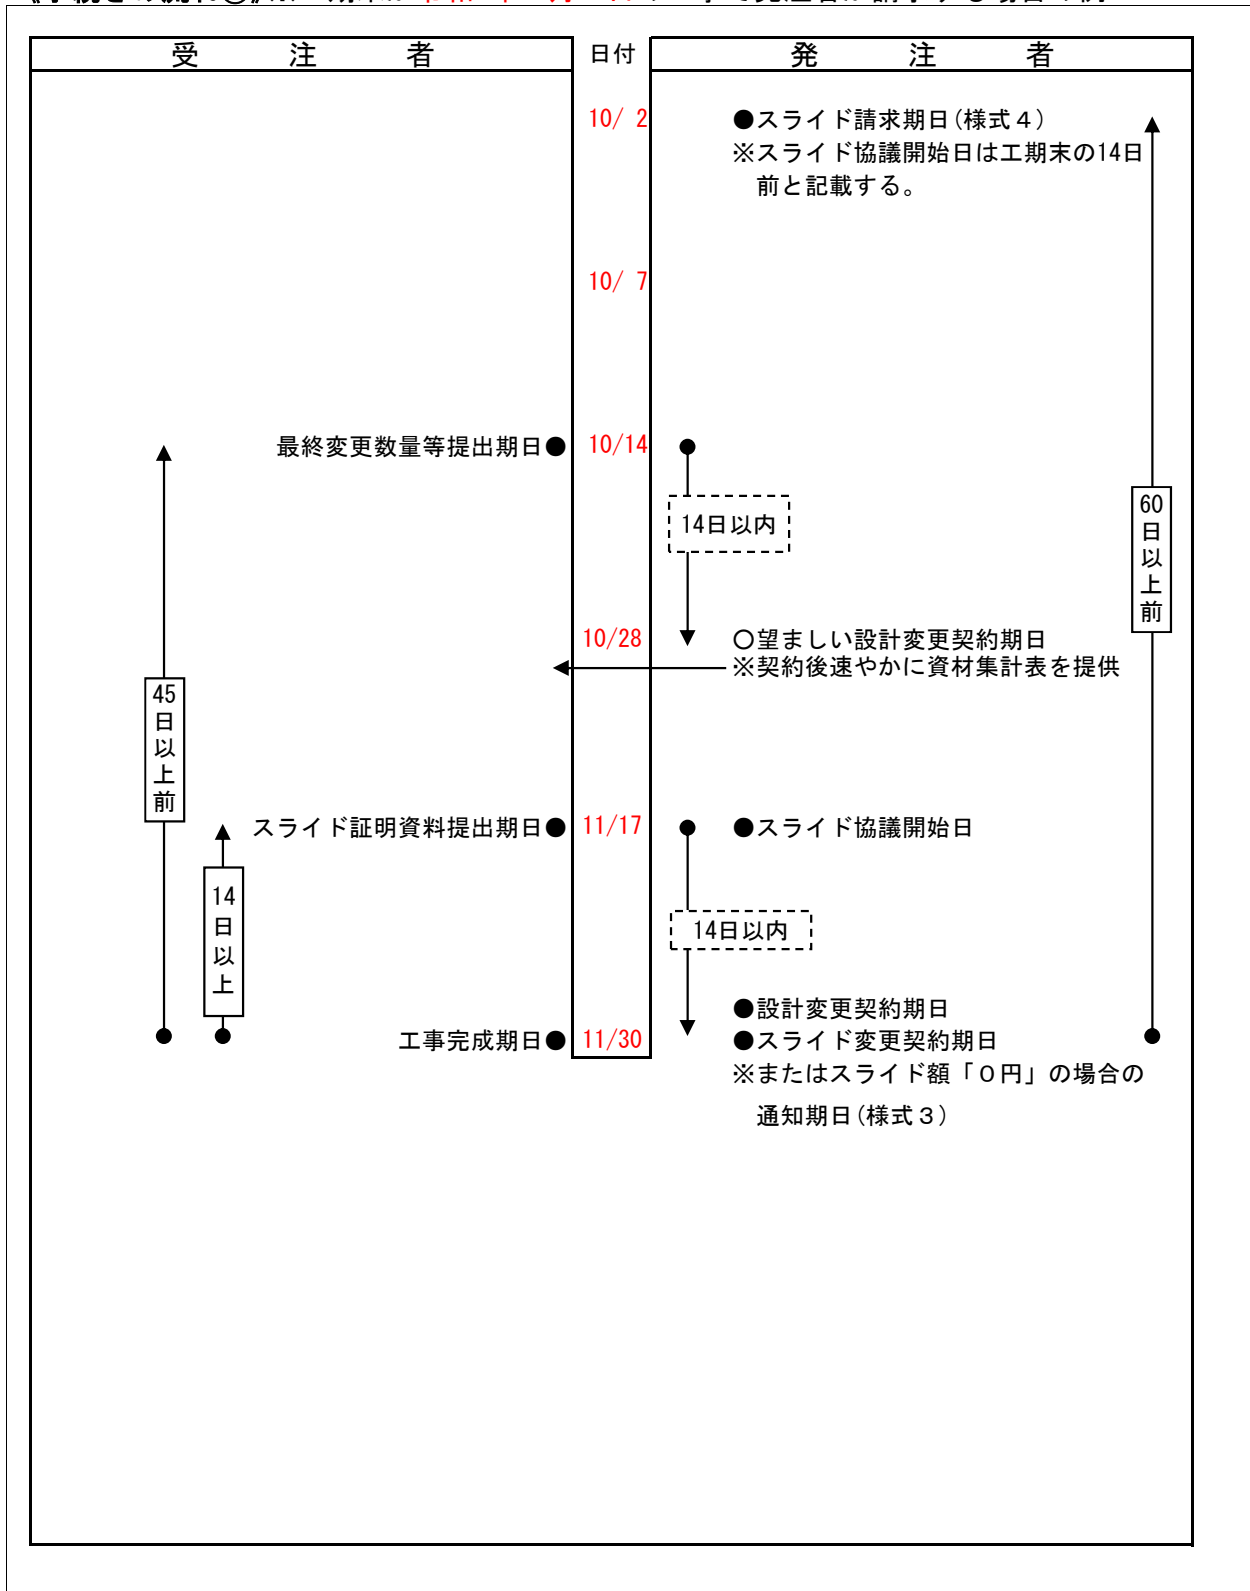 受 注 者
日付
発 注 者
10/ 2
●スライド請求期日(様式４)
※スライド協議開始日は工期末の14日
前と記載する。
10/ 7
最終変更数量等提出期日●
10/14
14日以内
60日以上前
10/28
○望ましい設計変更契約期日
※契約後速やかに資材集計表を提供
45日以上前
スライド証明資料提出期日●
11/17
●スライド協議開始日
14日以上
14日以内
●設計変更契約期日
工事完成期日●
11/30
●スライド変更契約期日
※またはスライド額「０円」の場合の
通知期日(様式３)